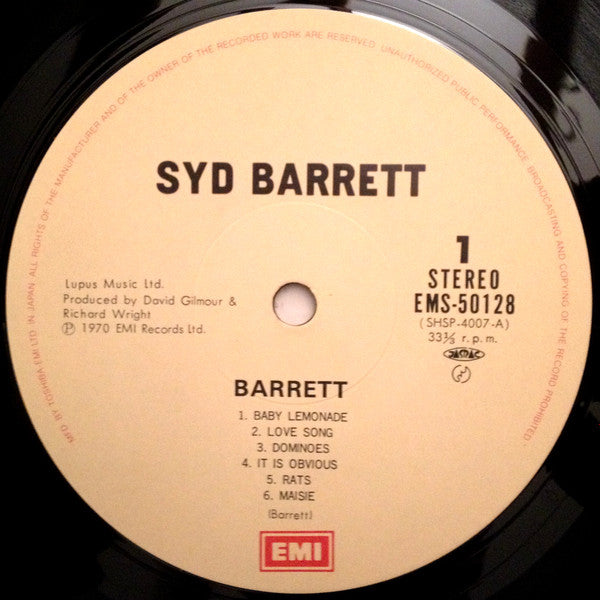 ALL RIGHTS OF THE MANUFACTURER AND OF THE OWNER OF THE RECORDED WORK ARE RESERVED. UNAUTHORIZED PUBLIC PERFORMANCE, BROADCASTING AND COPYING OF THE RECORD PROHIBITED
MFD BY TOSHIBA EMI LTD. IN JAPAN
SYD BARRETT
1
STEREO
EMS-50128
(SHSP-4007-A)
33⅓ r.p.m.
JASRAC
Lupus Music Ltd.
Produced by David Gilmour &
Richard Wright
Ⓟ 1970 EMI Records Ltd.
BARRETT
1. BABY LEMONADE
2. LOVE SONG
3. DOMINOES
4. IT IS OBVIOUS
5. RATS
6. MAISIE
(Barrett)
EMI